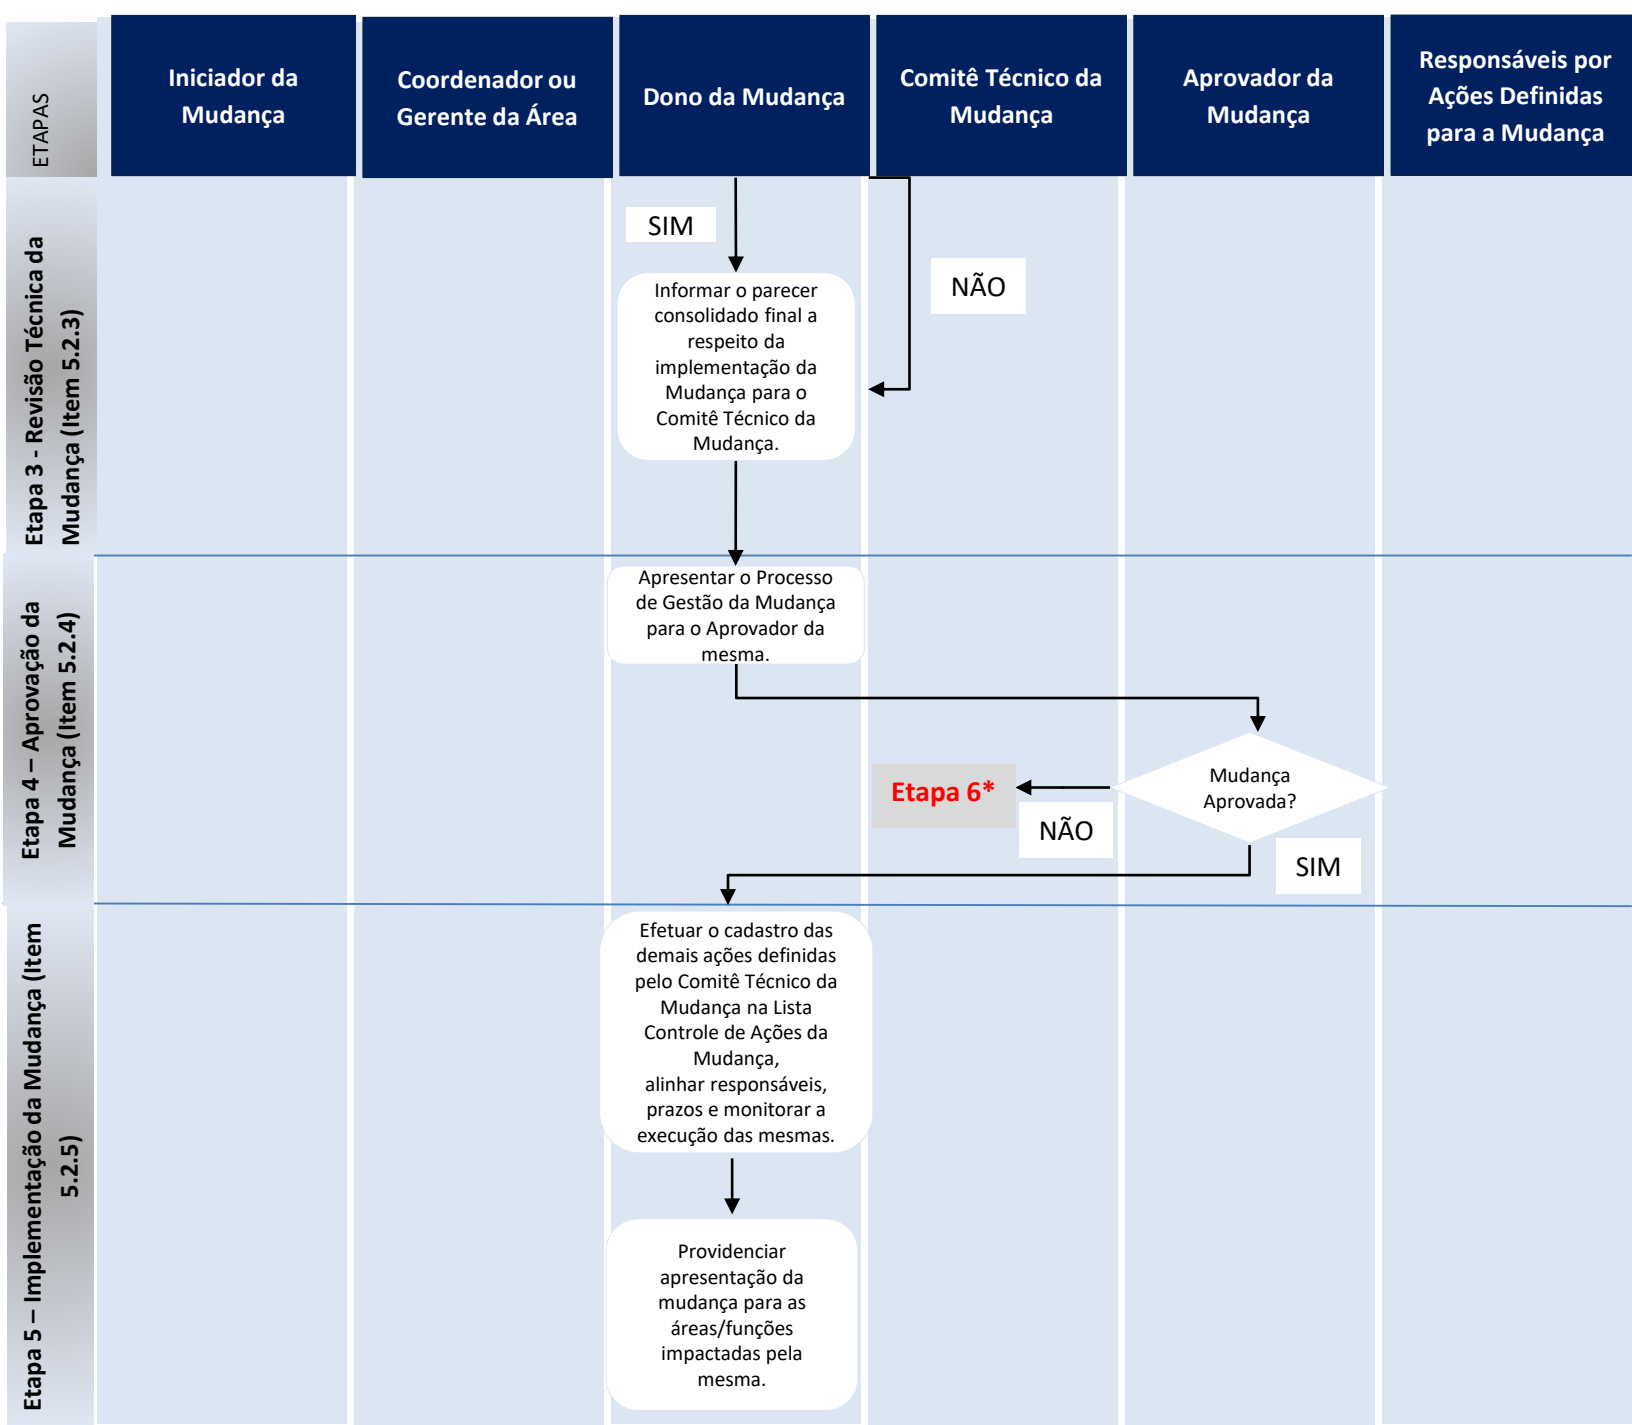 ETAPAS
Iniciador da
Mudança
Coordenador ou
Gerente da Área
Dono da Mudança
Comitê Técnico da
Mudança
Aprovador da
Mudança
Responsáveis por
Ações Definidas
para a Mudança
Etapa 3 - Revisão Técnica da
Mudança (Item 5.2.3)
SIM
NÃO
Informar o parecer
consolidado final a
respeito da
implementação da
Mudança para o
Comitê Técnico da
Mudança.
Etapa 4 – Aprovação da
Mudança (Item 5.2.4)
Apresentar o Processo
de Gestão da Mudança
para o Aprovador da
mesma.
Mudança
Aprovada?
Etapa 6*
NÃO
SIM
Etapa 5 – Implementação da Mudança (Item
5.2.5)
Efetuar o cadastro das
demais ações definidas
pelo Comitê Técnico da
Mudança na Lista
Controle de Ações da
Mudança,
alinhar responsáveis,
prazos e monitorar a
execução das mesmas.
Providenciar
apresentação da
mudança para as
áreas/funções
impactadas pela
mesma.